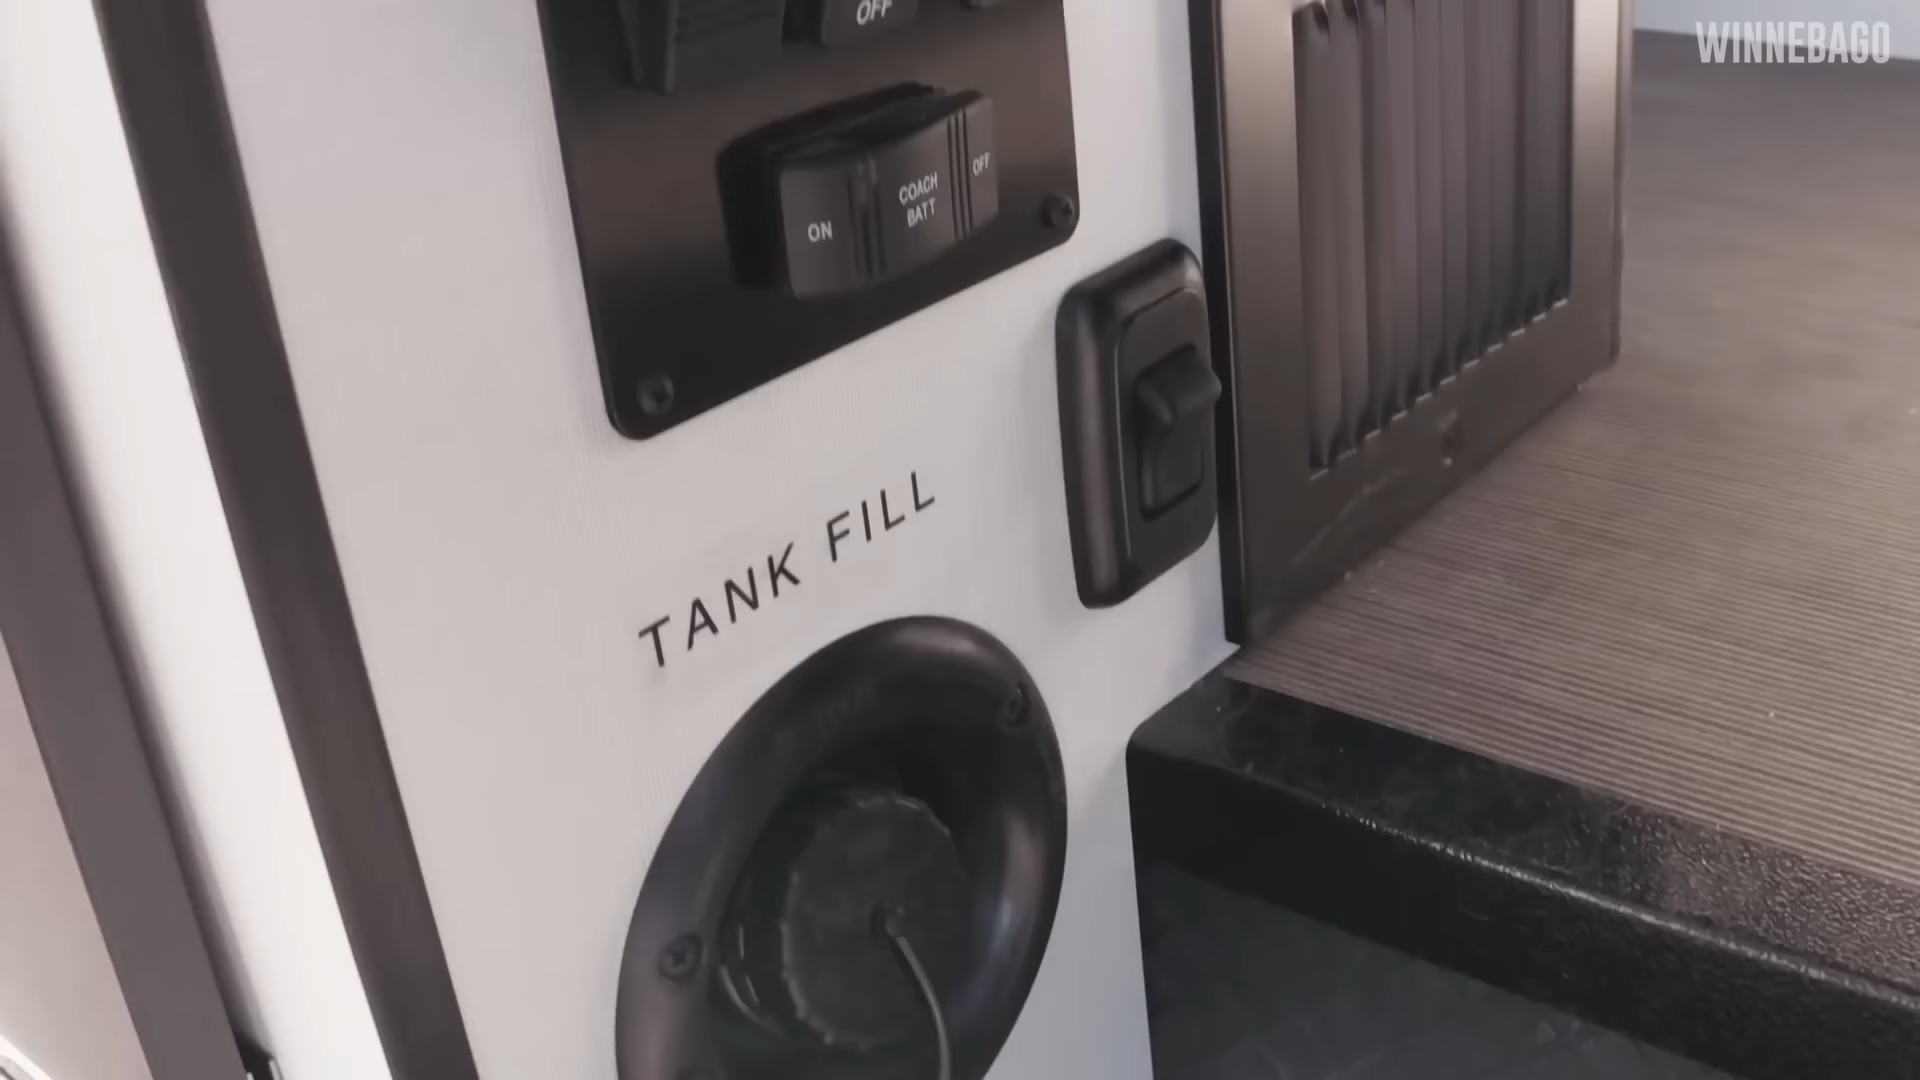 WINNEBAGO
OFF
ON
COACH
BATT
OFF
TANK FILL